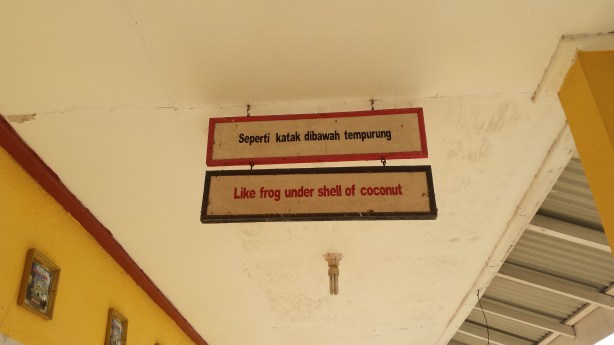 Seperti katak dibawah tempurung
Like frog under shell of coconut